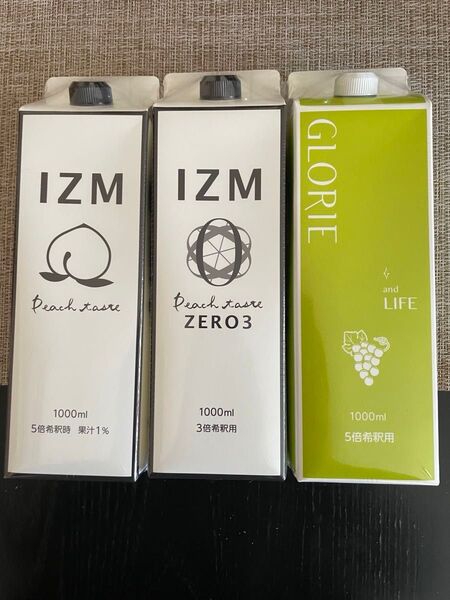 IZM
Peach taste
1000ml
5倍希釈時 果汁1%
IZM
0
Peach taste
ZERO3
1000ml
3倍希釈用
GLORIE
and
LIFE
1000ml
5倍希釈用